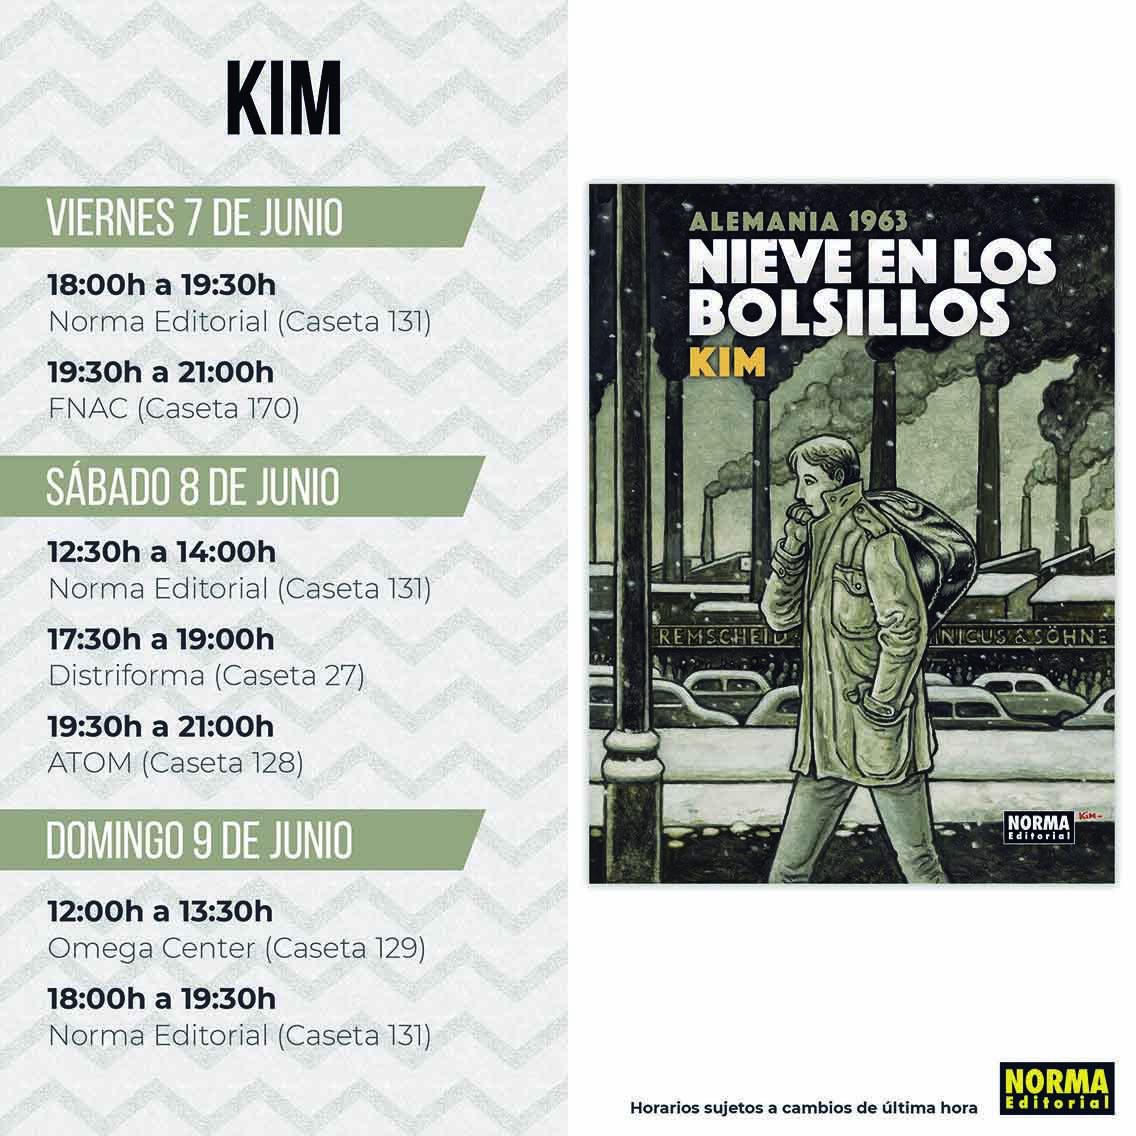 KIM
VIERNES 7 DE JUNIO
18:00h a 19:30h
Norma Editorial (Caseta 131)
19:30h a 21:00h
FNAC (Caseta 170)
SÁBADO 8 DE JUNIO
12:30h a 14:00h
Norma Editorial (Caseta 131)
17:30h a 19:00h
Distriforma (Caseta 27)
19:30h a 21:00h
ATOM (Caseta 128)
DOMINGO 9 DE JUNIO
12:00h a 13:30h
Omega Center (Caseta 129)
18:00h a 19:30h
Norma Editorial (Caseta 131)
ALEMANIA 1963
NIEVE EN LOS
BOLSILLOS
KIM
REMSCHEID
INICUS & SÖHNE
NORMA
Editorial
KIM-
Horarios sujetos a cambios de última hora
NORMA
Editorial